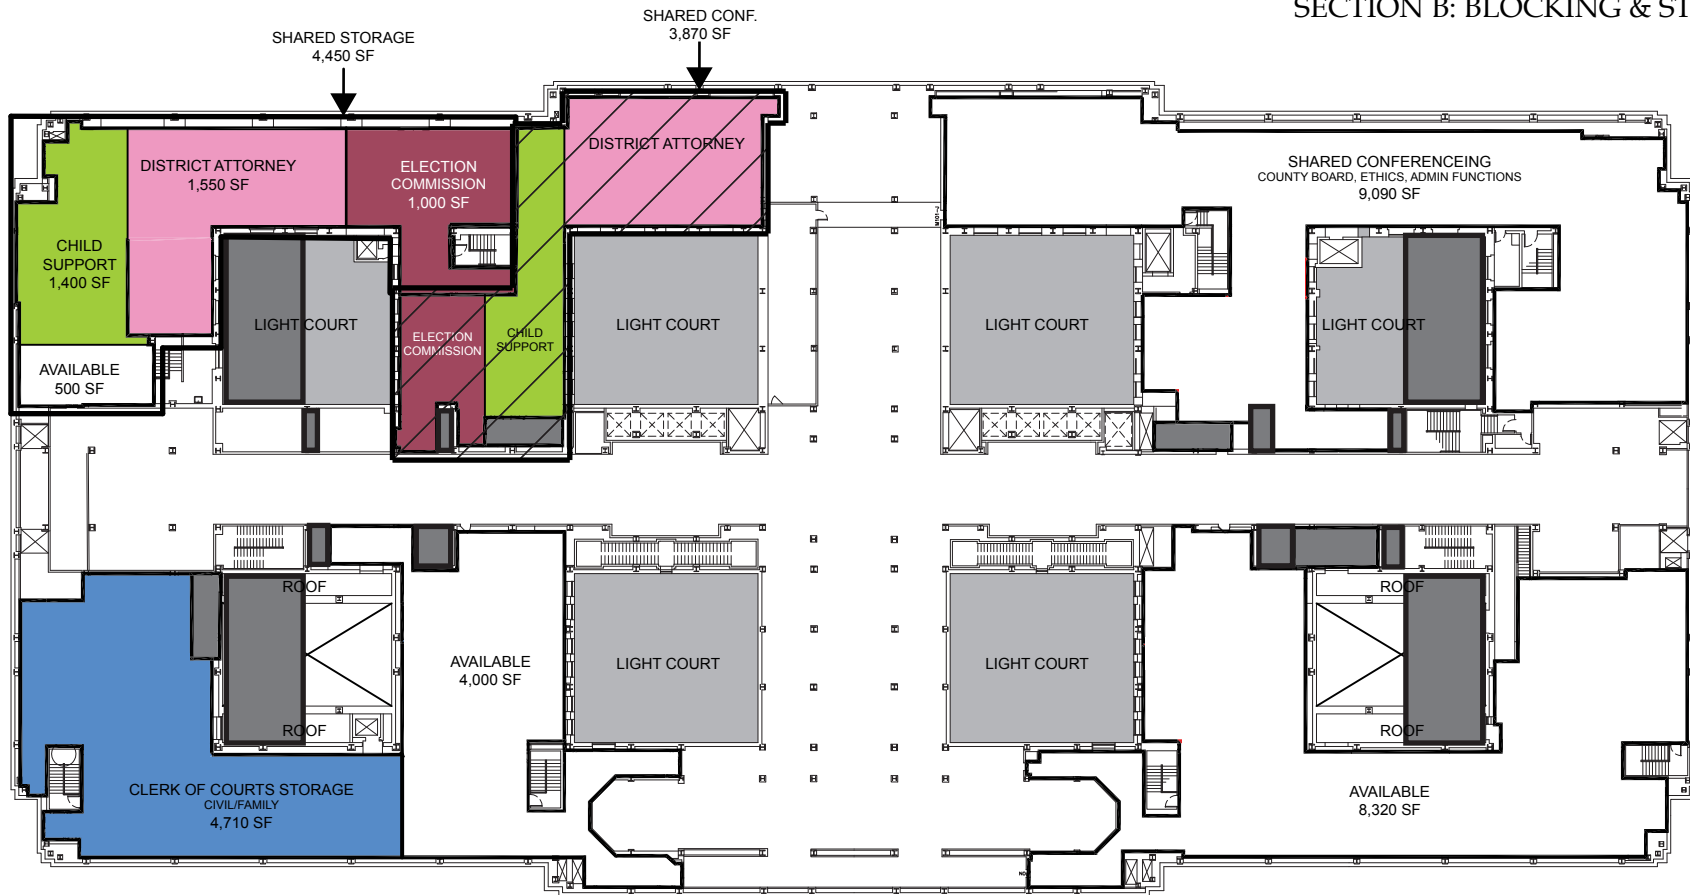 SECTION B: BLOCKING & ST
SHARED CONF.
3,870 SF
SHARED STORAGE
4,450 SF
DISTRICT ATTORNEY
1,550 SF
ELECTION
COMMISSION
1,000 SF
DISTRICT ATTORNEY
SHARED CONFERENCEING
COUNTY BOARD, ETHICS, ADMIN FUNCTIONS
9,090 SF
CHILD
SUPPORT
1,400 SF
LIGHT COURT
ELECTION
COMMISSION
CHILD
SUPPORT
LIGHT COURT
LIGHT COURT
LIGHT COURT
AVAILABLE
500 SF
ROOF
ROOF
AVAILABLE
4,000 SF
LIGHT COURT
LIGHT COURT
ROOF
ROOF
CLERK OF COURTS STORAGE
CIVIL/FAMILY
4,710 SF
AVAILABLE
8,320 SF